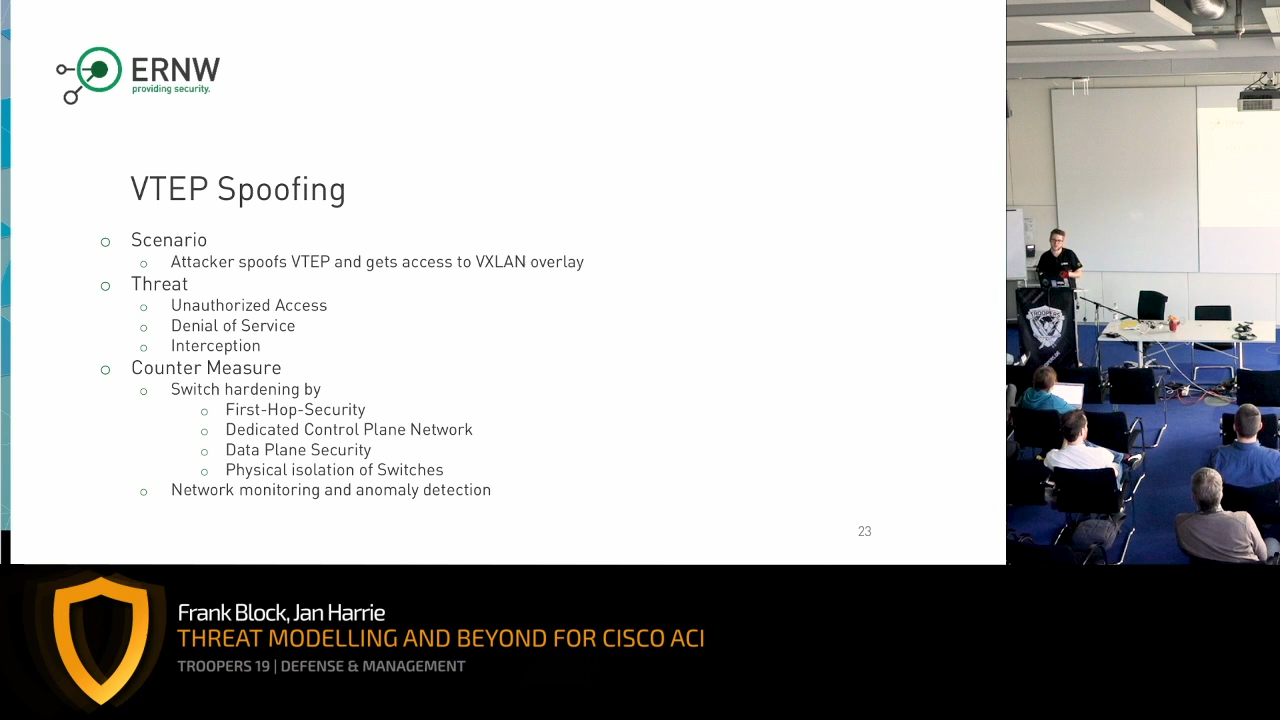 ERNW
providing security.
VTEP Spoofing
Scenario
Attacker spoofs VTEP and gets access to VXLAN overlay
Threat
Unauthorized Access
Denial of Service
Interception
Counter Measure
Switch hardening by
First-Hop-Security
Dedicated Control Plane Network
Data Plane Security
Physical isolation of Switches
Network monitoring and anomaly detection
23
TROOPERS
Frank Block, Jan Harrie
THREAT MODELLING AND BEYOND FOR CISCO ACI
TROOPERS 19 | DEFENSE & MANAGEMENT